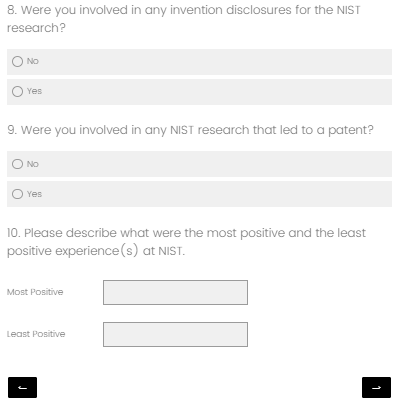 8. Were you involved in any invention disclosures for the NIST
research?
No
Yes
9. Were you involved in any NIST research that led to a patent?
No
Yes
10. Please describe what were the most positive and the least
positive experience(s) at NIST.
Most Positive
Least Positive
← →